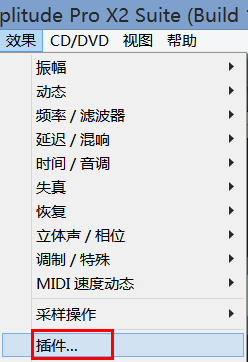 plitude Pro X2 Suite (Build
效果 CD/DVD 视图 帮助
振幅
动态
频率 / 滤波器
延迟 / 混响
时间 / 音调
失真
恢复
立体声 / 相位
调制 / 特殊
MIDI 速度动态
采样操作
插件...